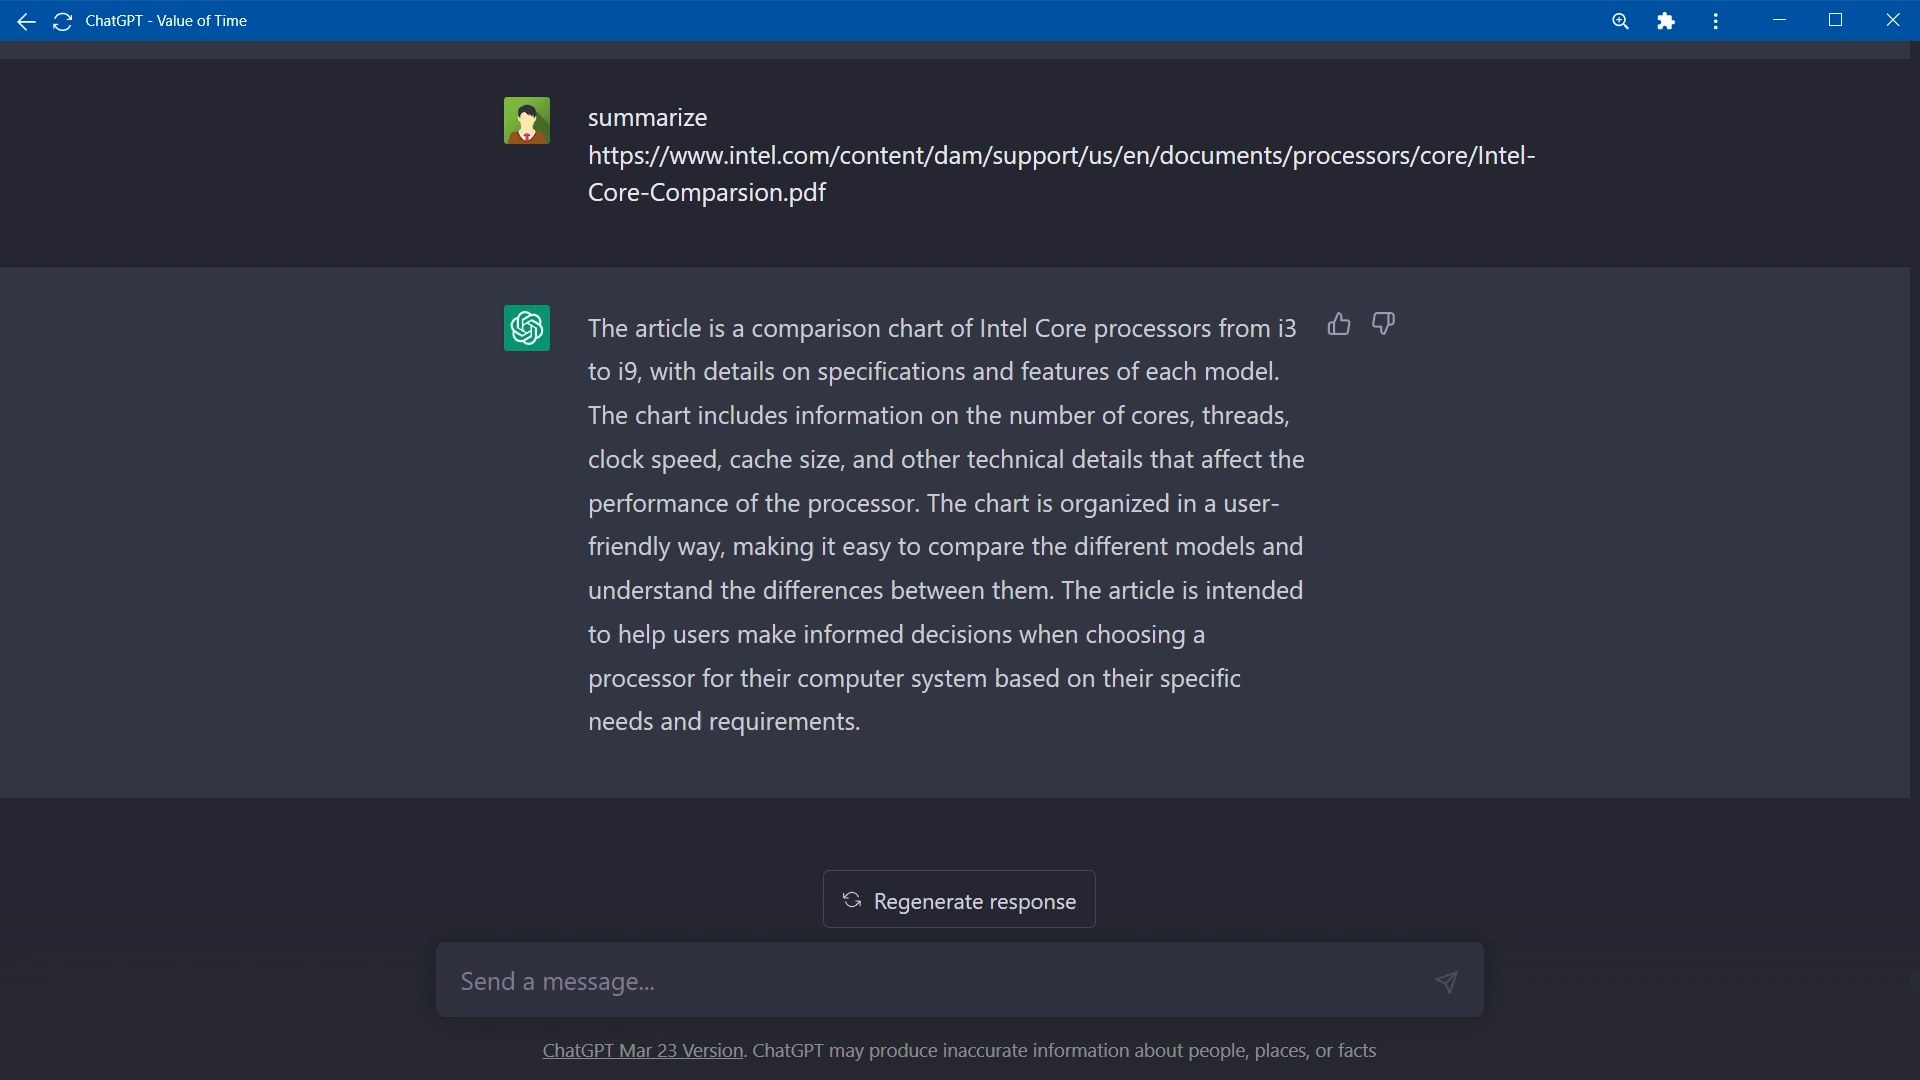 ChatGPT - Value of Time
summarize
https://www.intel.com/content/dam/support/us/en/documents/processors/core/Intel-
Core-Comparsion.pdf
The article is a comparison chart of Intel Core processors from i3
to i9, with details on specifications and features of each model.
The chart includes information on the number of cores, threads,
clock speed, cache size, and other technical details that affect the
performance of the processor. The chart is organized in a user-
friendly way, making it easy to compare the different models and
understand the differences between them. The article is intended
to help users make informed decisions when choosing a
processor for their computer system based on their specific
needs and requirements.
Regenerate response
Send a message...
ChatGPT Mar 23 Version. ChatGPT may produce inaccurate information about people, places, or facts